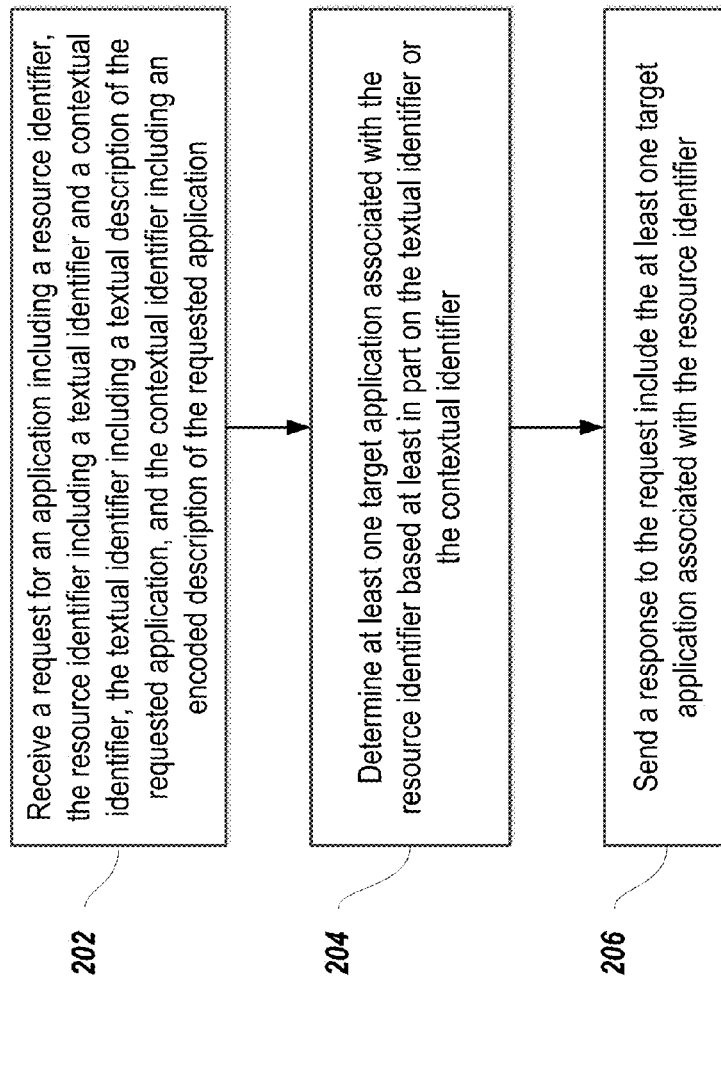 Receive a request for an application including a resource identifier,
the resource identifier including a textual identifier and a contextual
identifier, the textual identifier including a textual description of the
requested application, and the contextual identifier including an
encoded description of the requested application
202
Determine at least one target application associated with the
resource identifier based at least in part on the textual identifier or
the contextual identifier
204
Send a response to the request include the at least one target
application associated with the resource identifier
206